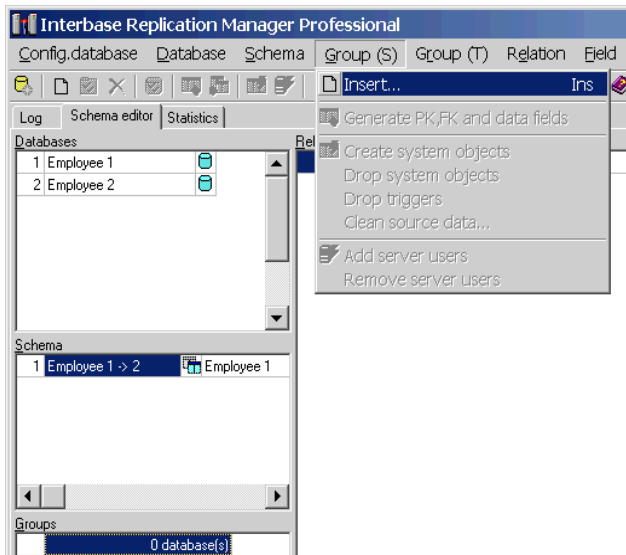 Interbase Replication Manager Professional
Config.database Database Schema Group (S) Group (T) Relation Field
Insert... Ins
Log Schema editor Statistics
Generate PK,FK and data fields
Databases
1 Employee 1
Create system objects
2 Employee 2
Drop system objects
Drop triggers
Clean source data...
Add server users
Remove server users
Schema
1 Employee 1 -> 2 Employee 1
Groups
0 database(s)